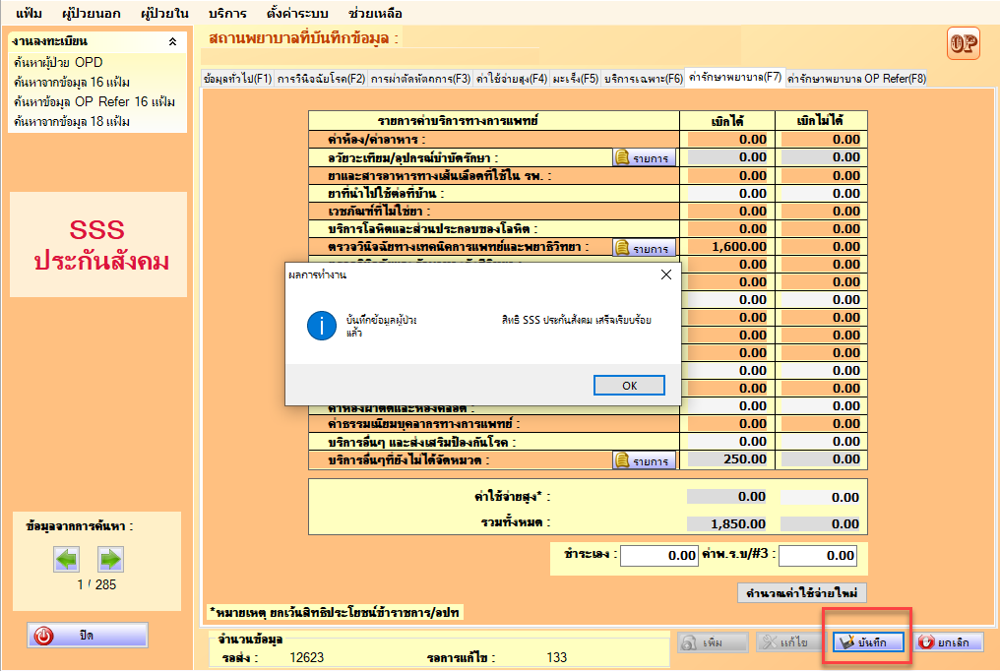 แฟ้ม ผู้ป่วยนอก ผู้ป่วยใน บริการ ตั้งค่าระบบ ช่วยเหลือ
งานลงทะเบียน
ค้นหาผู้ป่วย OPD
ค้นหาจากข้อมูล 16 แฟ้ม
ค้นหาข้อมูล OP Refer 16 แฟ้ม
ค้นหาจากข้อมูล 18 แฟ้ม
SSS
ประกันสังคม
ข้อมูลจากการค้นหา :
1 / 285
ปิด
สถานพยาบาลที่บันทึกข้อมูล :
OP
ข้อมูลทั่วไป(F1) การวินิจฉัยโรค(F2) การผ่าตัดหัตถการ(F3) ค่าใช้จ่ายสูง(F4) มะเร็ง(F5) บริการเฉพาะ(F6) ค่ารักษาพยาบาล(F7) ค่ารักษาพยาบาล OP Refer(F8)
รายการค่าบริการทางการแพทย์ เบิกได้ เบิกไม่ได้
ค่าห้อง/ค่าอาหาร : 0.00 0.00
อวัยวะเทียม/อุปกรณ์บำบัดรักษา : รายการ 0.00 0.00
ยาและสารอาหารทางเส้นเลือดที่ใช้ใน รพ. : 0.00 0.00
ยาที่นำไปใช้ต่อที่บ้าน : 0.00 0.00
เวชภัณฑ์ที่ไม่ใช่ยา : 0.00 0.00
บริการโลหิตและส่วนประกอบของโลหิต : 0.00 0.00
ตรวจวินิจฉัยทางเทคนิคการแพทย์และพยาธิวิทยา : รายการ 1,600.00 0.00
0.00 0.00
0.00 0.00
0.00 0.00
0.00 0.00
0.00 0.00
0.00 0.00
0.00 0.00
0.00 0.00
ค่าห้องผ่าตัดและห้องคลอด : 0.00 0.00
ค่าธรรมเนียมบุคลากรทางการแพทย์ : 0.00 0.00
บริการอื่นๆ และส่งเสริมป้องกันโรค : 0.00 0.00
บริการอื่นๆที่ยังไม่ได้จัดหมวด : รายการ 250.00 0.00
ผลการทำงาน
บันทึกข้อมูลผู้ป่วย สิทธิ SSS ประกันสังคม เสร็จเรียบร้อย
แล้ว
OK
ค่าใช้จ่ายสูง* : 0.00 0.00
รวมทั้งหมด : 1,850.00 0.00
ชำระเอง : 0.00 ค่าพ.ร.บ/#3 : 0.00
คำนวณค่าใช้จ่ายใหม่
*หมายเหตุ ยกเว้นสิทธิประโยชน์ข้าราชการ/อปท
จำนวนข้อมูล
รอส่ง : 12623 รอการแก้ไข : 133
เพิ่ม แก้ไข บันทึก ยกเลิก